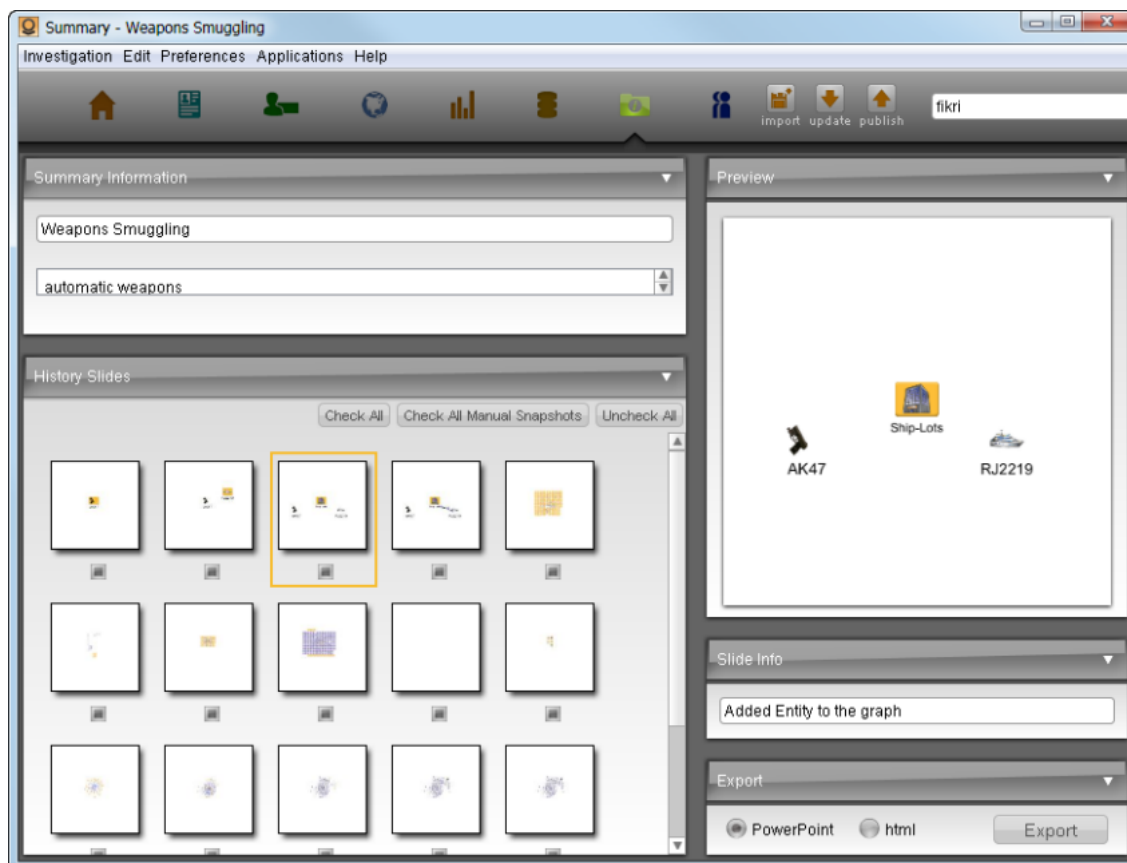 Summary - Weapons Smuggling
Investigation Edit Preferences Applications Help
import update publish
fikri
Summary Information
Weapons Smuggling
automatic weapons
History Slides
Check All Check All Manual Snapshots Uncheck All
Preview
Ship-Lots
AK47
RJ2219
Slide Info
Added Entity to the graph
Export
PowerPoint html Export